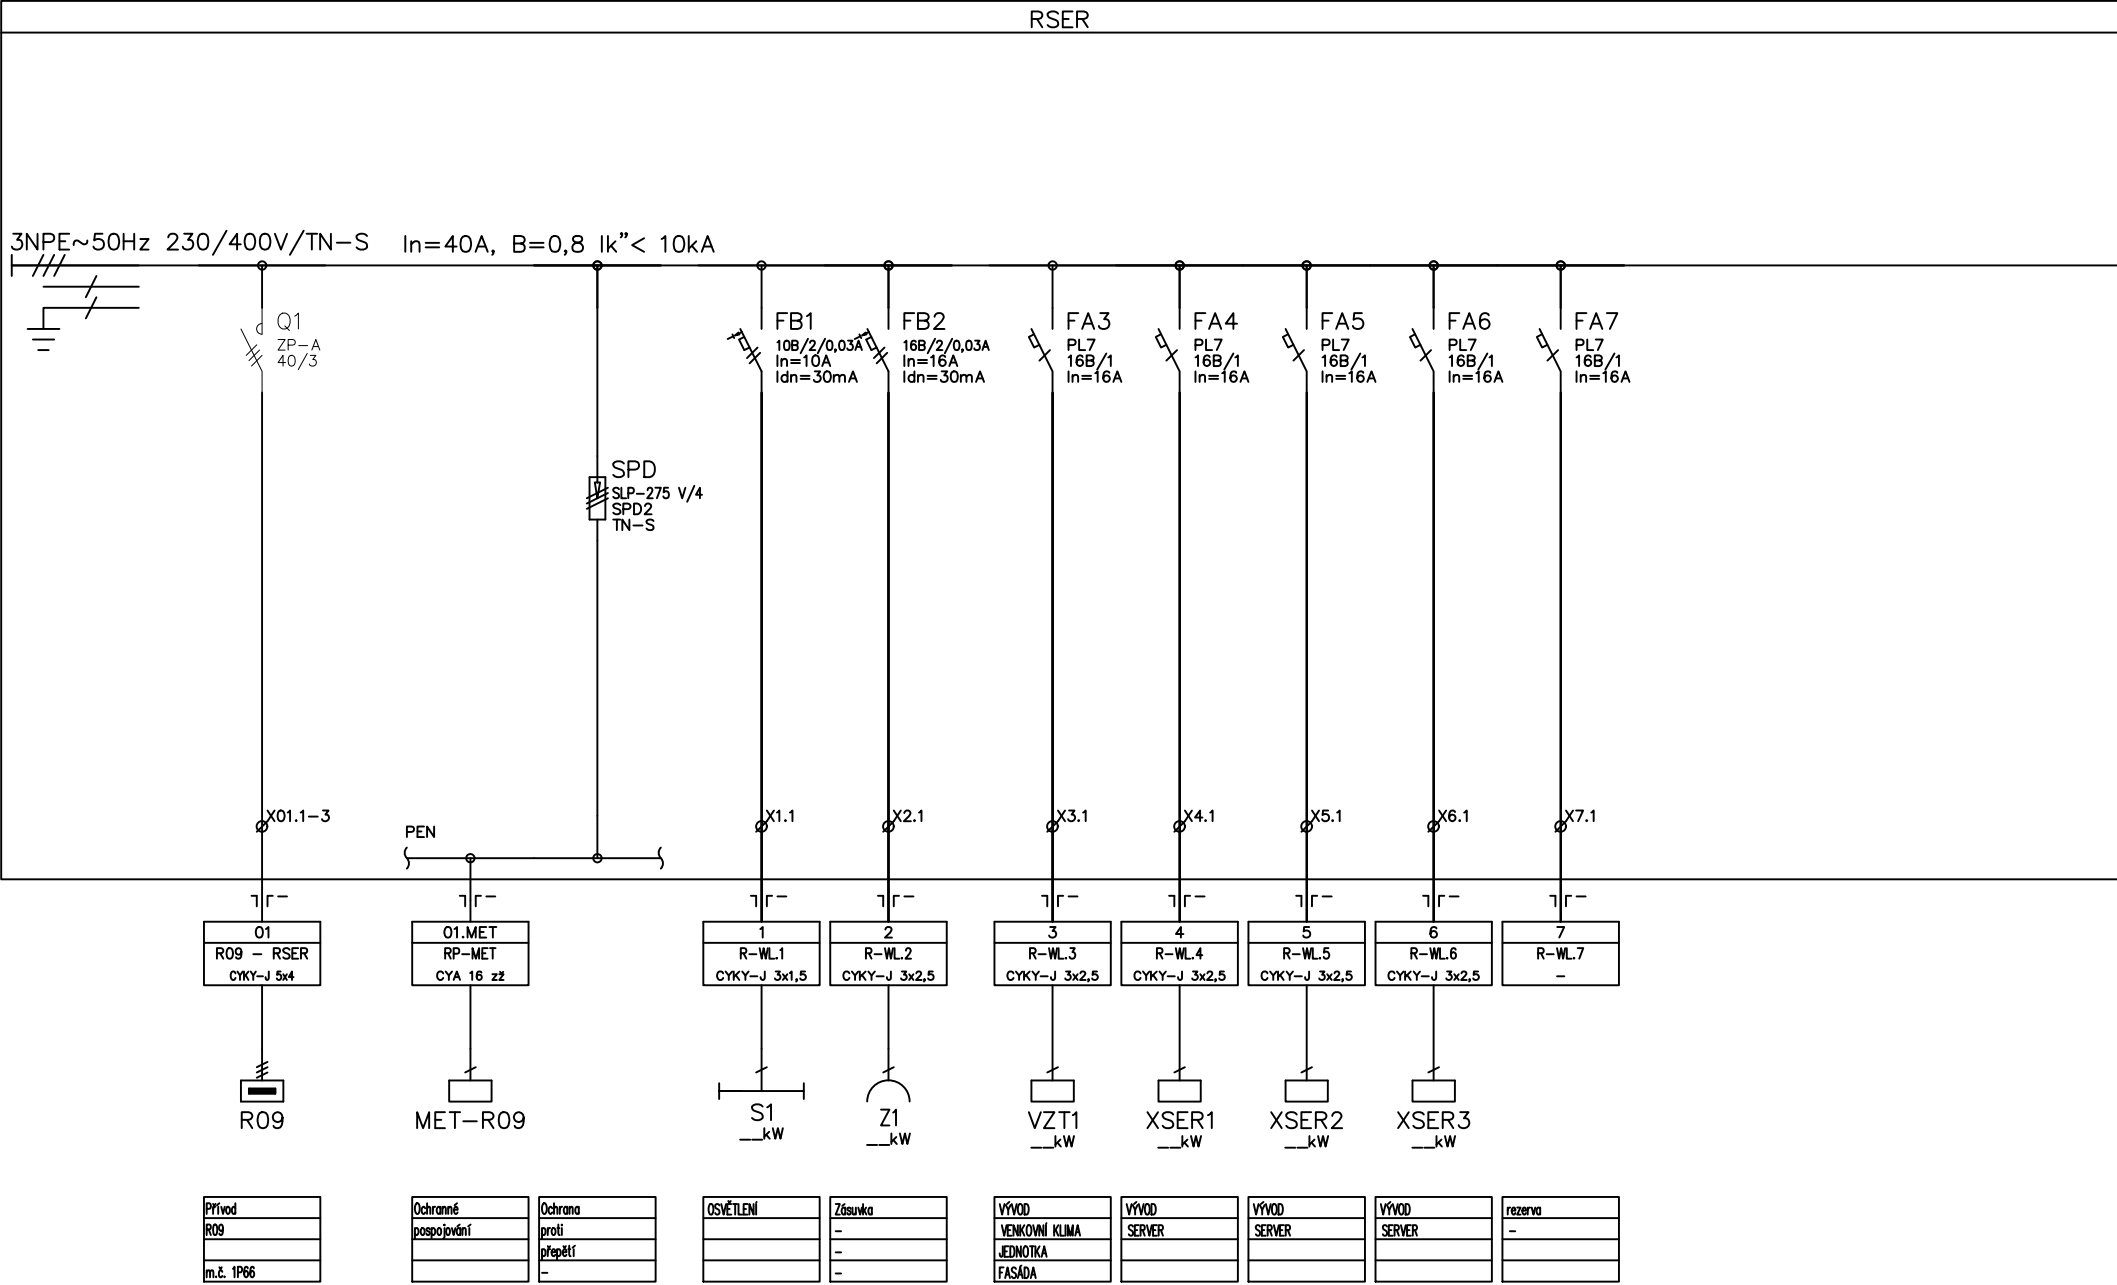 RSER
3NPE~50Hz 230/400V/TN-S In=40A, B=0,8 Ik"< 10kA
Q1
ZP-A
40/3
SPD
SLP-275 V/4
SPD2
TN-S
FB1
10B/2/0,03A
In=10A
Idn=30mA
FB2
16B/2/0,03A
In=16A
Idn=30mA
FA3
PL7
16B/1
In=16A
FA4
PL7
16B/1
In=16A
FA5
PL7
16B/1
In=16A
FA6
PL7
16B/1
In=16A
FA7
PL7
16B/1
In=16A
X01.1-3
PEN
X1.1
X2.1
X3.1
X4.1
X5.1
X6.1
X7.1
01
R09 - RSER
CYKY-J 5x4
01.MET
RP-MET
CYA 16 zž
1
R-WL.1
CYKY-J 3x1,5
2
R-WL.2
CYKY-J 3x2,5
3
R-WL.3
CYKY-J 3x2,5
4
R-WL.4
CYKY-J 3x2,5
5
R-WL.5
CYKY-J 3x2,5
6
R-WL.6
CYKY-J 3x2,5
7
R-WL.7
-
R09
MET-R09
S1
__kW
Z1
__kW
VZT1
__kW
XSER1
__kW
XSER2
__kW
XSER3
__kW
Přívod
R09
m.č. 1P66
Ochranné
pospojování
Ochrana
proti
přepětí
-
OSVĚTLENÍ
Zásuvka
-
-
-
VÝVOD
VENKOVNÍ KLIMA
JEDNOTKA
FASÁDA
VÝVOD
SERVER
VÝVOD
SERVER
VÝVOD
SERVER
rezerva
-